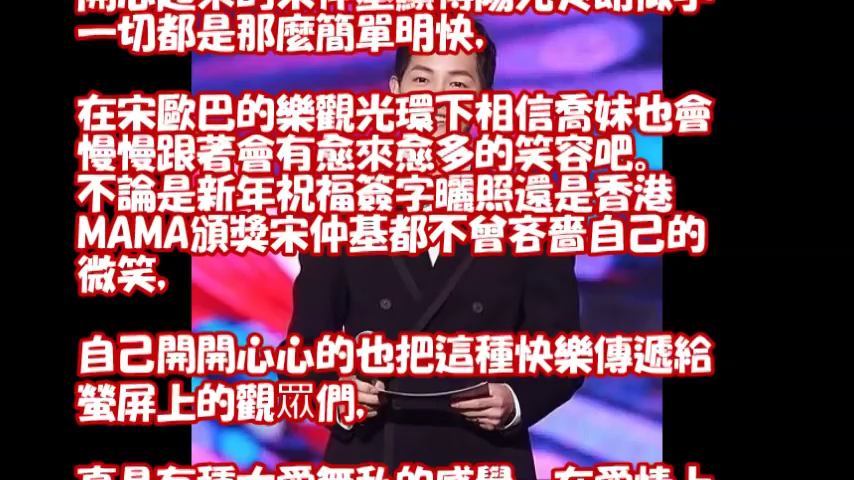 一切都是那麼簡單明快,
在宋歐巴的樂觀光環下相信喬妹也會
慢慢跟著會有愈來愈多的笑容吧。
不論是新年祝福簽字曬照還是香港
MAMA頒獎宋仲基都不曾吝嗇自己的
微笑,
自己開開心心的也把這種快樂傳遞給
螢屏上的觀眾們,